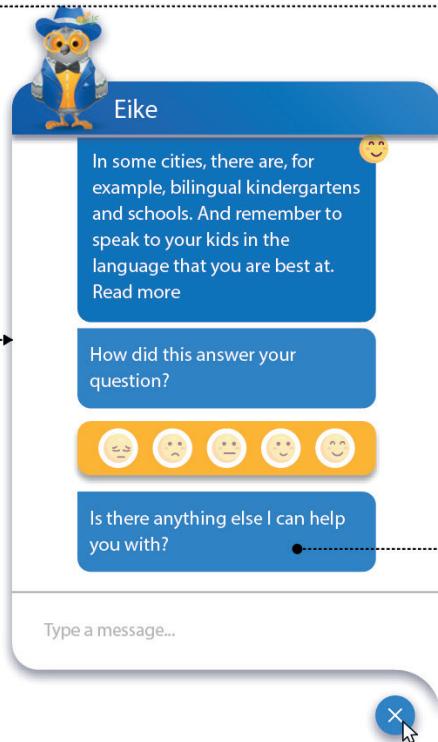 Eike
In some cities, there are, for
example, bilingual kindergartens
and schools. And remember to
speak to your kids in the
language that you are best at.
Read more
How did this answer your
question?
Is there anything else I can help
you with?
Type a message...